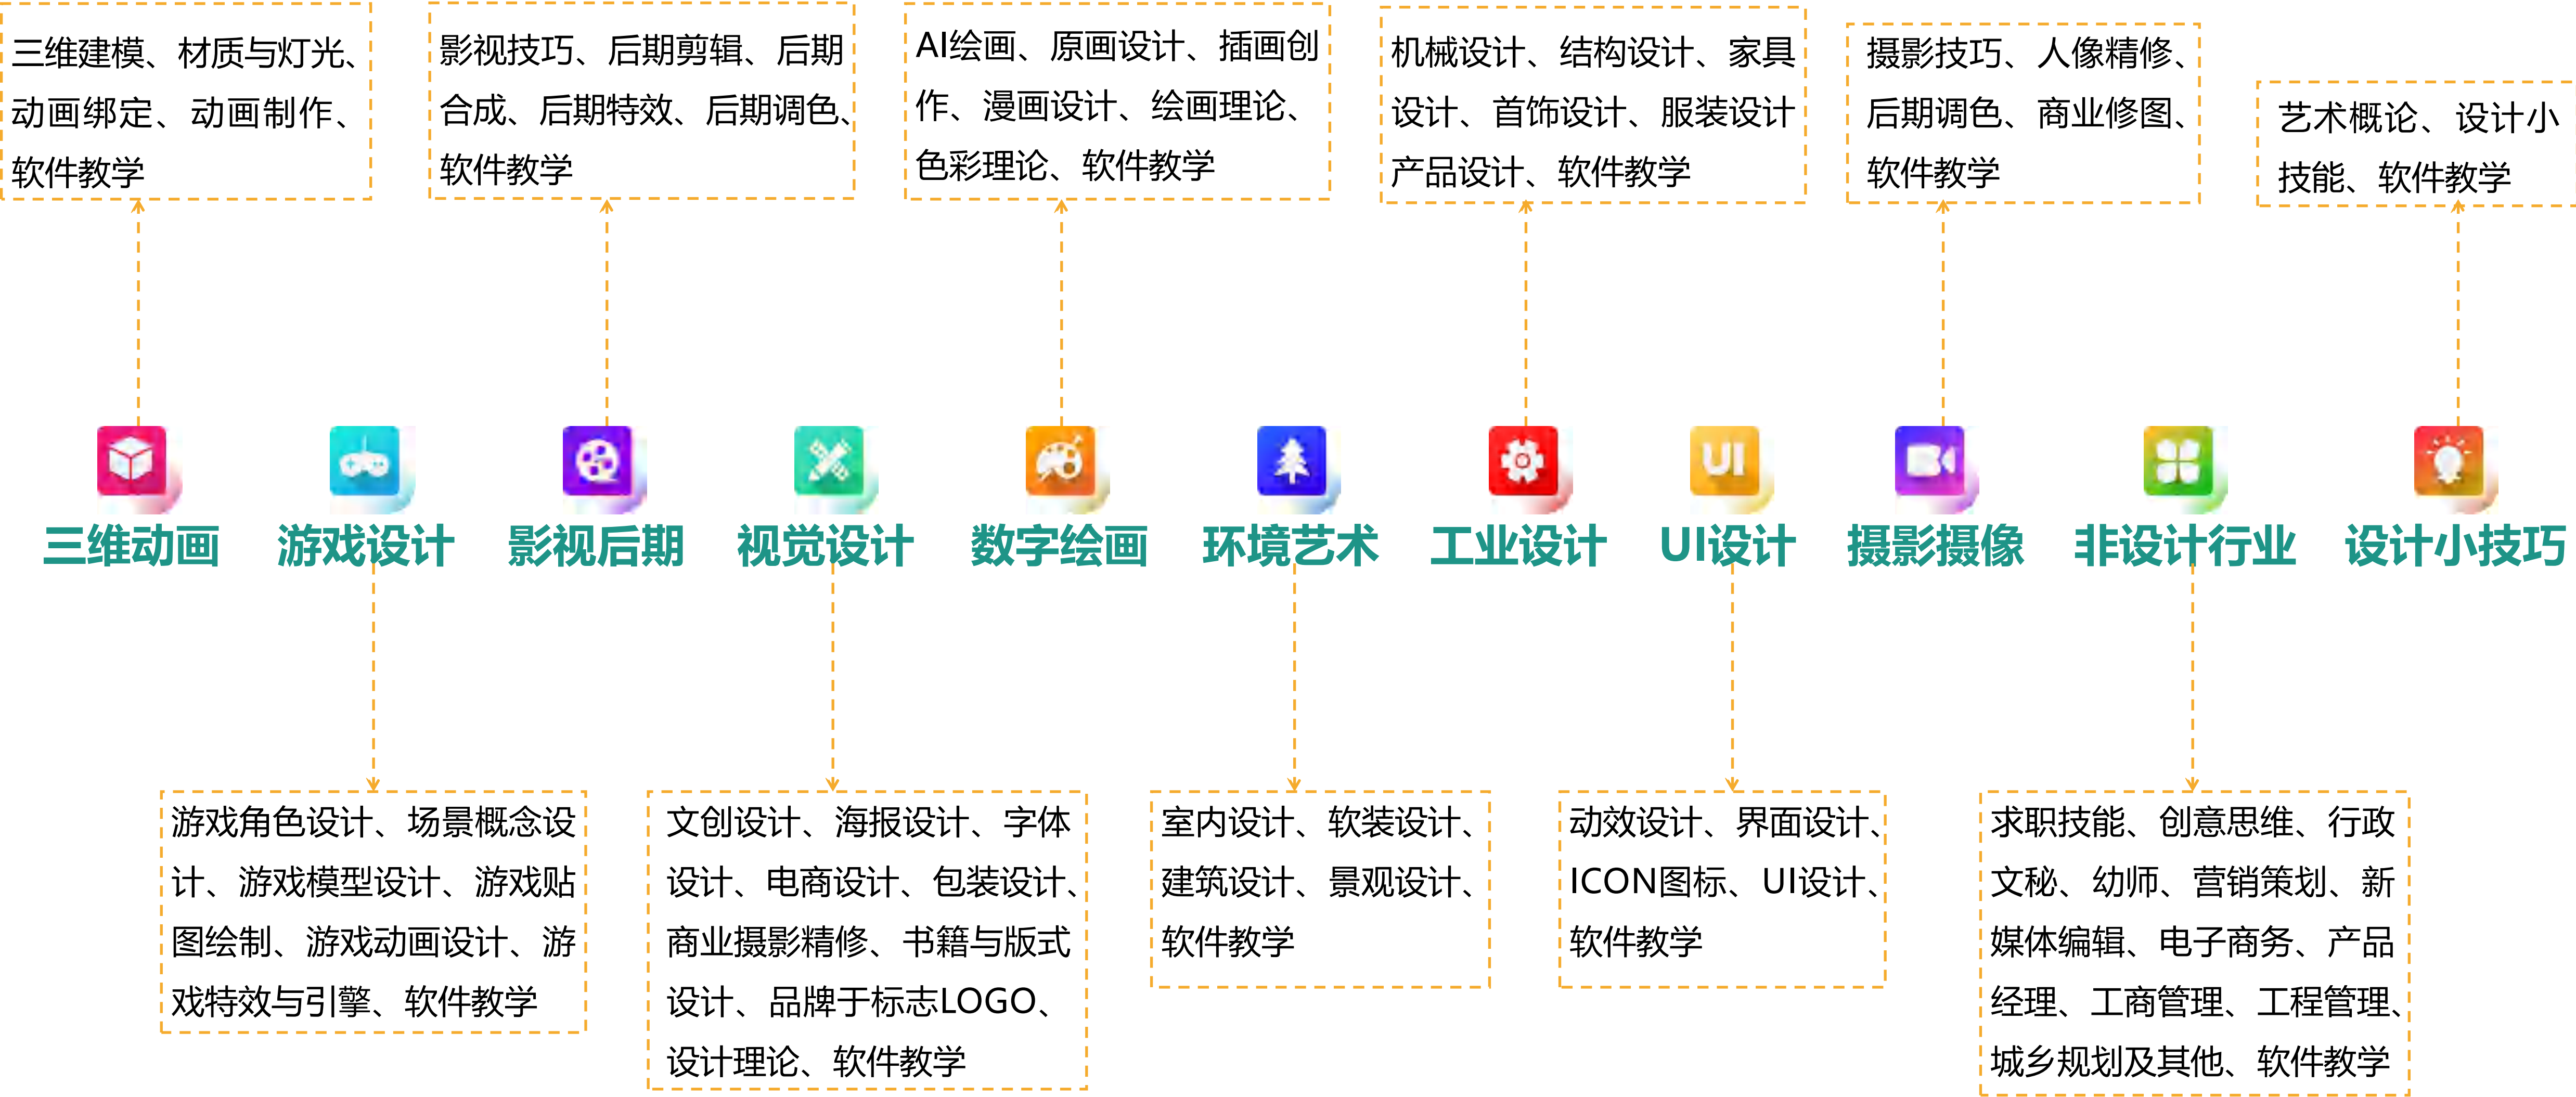 三维建模、材质与灯光、
动画绑定、动画制作、
软件教学
影视技巧、后期剪辑、后期
合成、后期特效、后期调色、
软件教学
AI绘画、原画设计、插画创
作、漫画设计、绘画理论、
色彩理论、软件教学
机械设计、结构设计、家具
设计、首饰设计、服装设计
产品设计、软件教学
摄影技巧、人像精修、
后期调色、商业修图、
软件教学
艺术概论、设计小
技能、软件教学
UI
三维动画
游戏设计
影视后期
视觉设计
数字绘画
环境艺术
工业设计
UI设计
摄影摄像
非设计行业
设计小技巧
游戏角色设计、场景概念设
计、游戏模型设计、游戏贴
图绘制、游戏动画设计、游
戏特效与引擎、软件教学
文创设计、海报设计、字体
设计、电商设计、包装设计、
商业摄影精修、书籍与版式
设计、品牌于标志LOGO、
设计理论、软件教学
室内设计、软装设计、
建筑设计、景观设计、
软件教学
动效设计、界面设计、
ICON图标、UI设计、
软件教学
求职技能、创意思维、行政
文秘、幼师、营销策划、新
媒体编辑、电子商务、产品
经理、工商管理、工程管理、
城乡规划及其他、软件教学